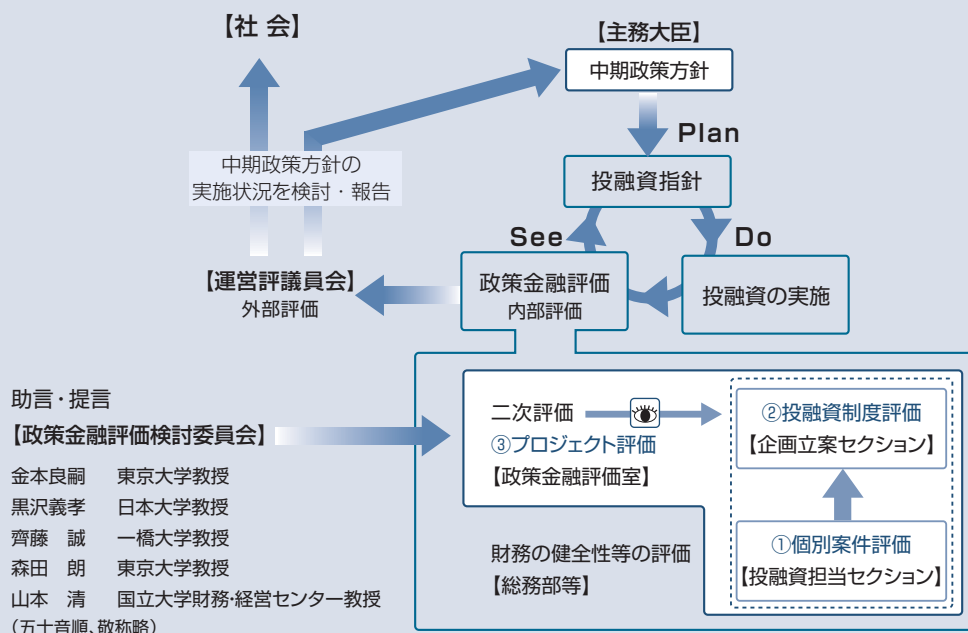 【社 会】
【主務大臣】
中期政策方針
Plan
中期政策方針の
実施状況を検討・報告
投融資指針
See
Do
【運営評議員会】
外部評価
政策金融評価
内部評価
投融資の実施
助言・提言
【政策金融評価検討委員会】
金本良嗣 東京大学教授
黒沢義孝 日本大学教授
齊藤 誠 一橋大学教授
森田 朗 東京大学教授
山本 清 国立大学財務・経営センター教授
(五十音順、敬称略)
二次評価
③プロジェクト評価
【政策金融評価室】
②投融資制度評価
【企画立案セクション】
①個別案件評価
【投融資担当セクション】
財務の健全性等の評価
【総務部等】